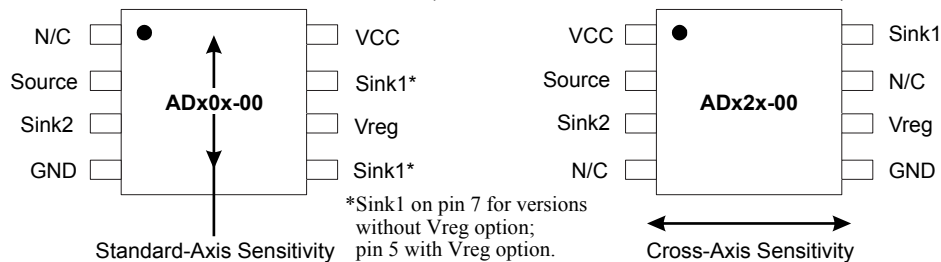 N/C
VCC
Source
Sink1*
ADx0x-00
Sink2
Vreg
GND
Sink1*
*Sink1 on pin 7 for versions
without Vreg option;
pin 5 with Vreg option.
Standard-Axis Sensitivity
VCC
Sink1
Source
N/C
ADx2x-00
Sink2
Vreg
N/C
GND
Cross-Axis Sensitivity